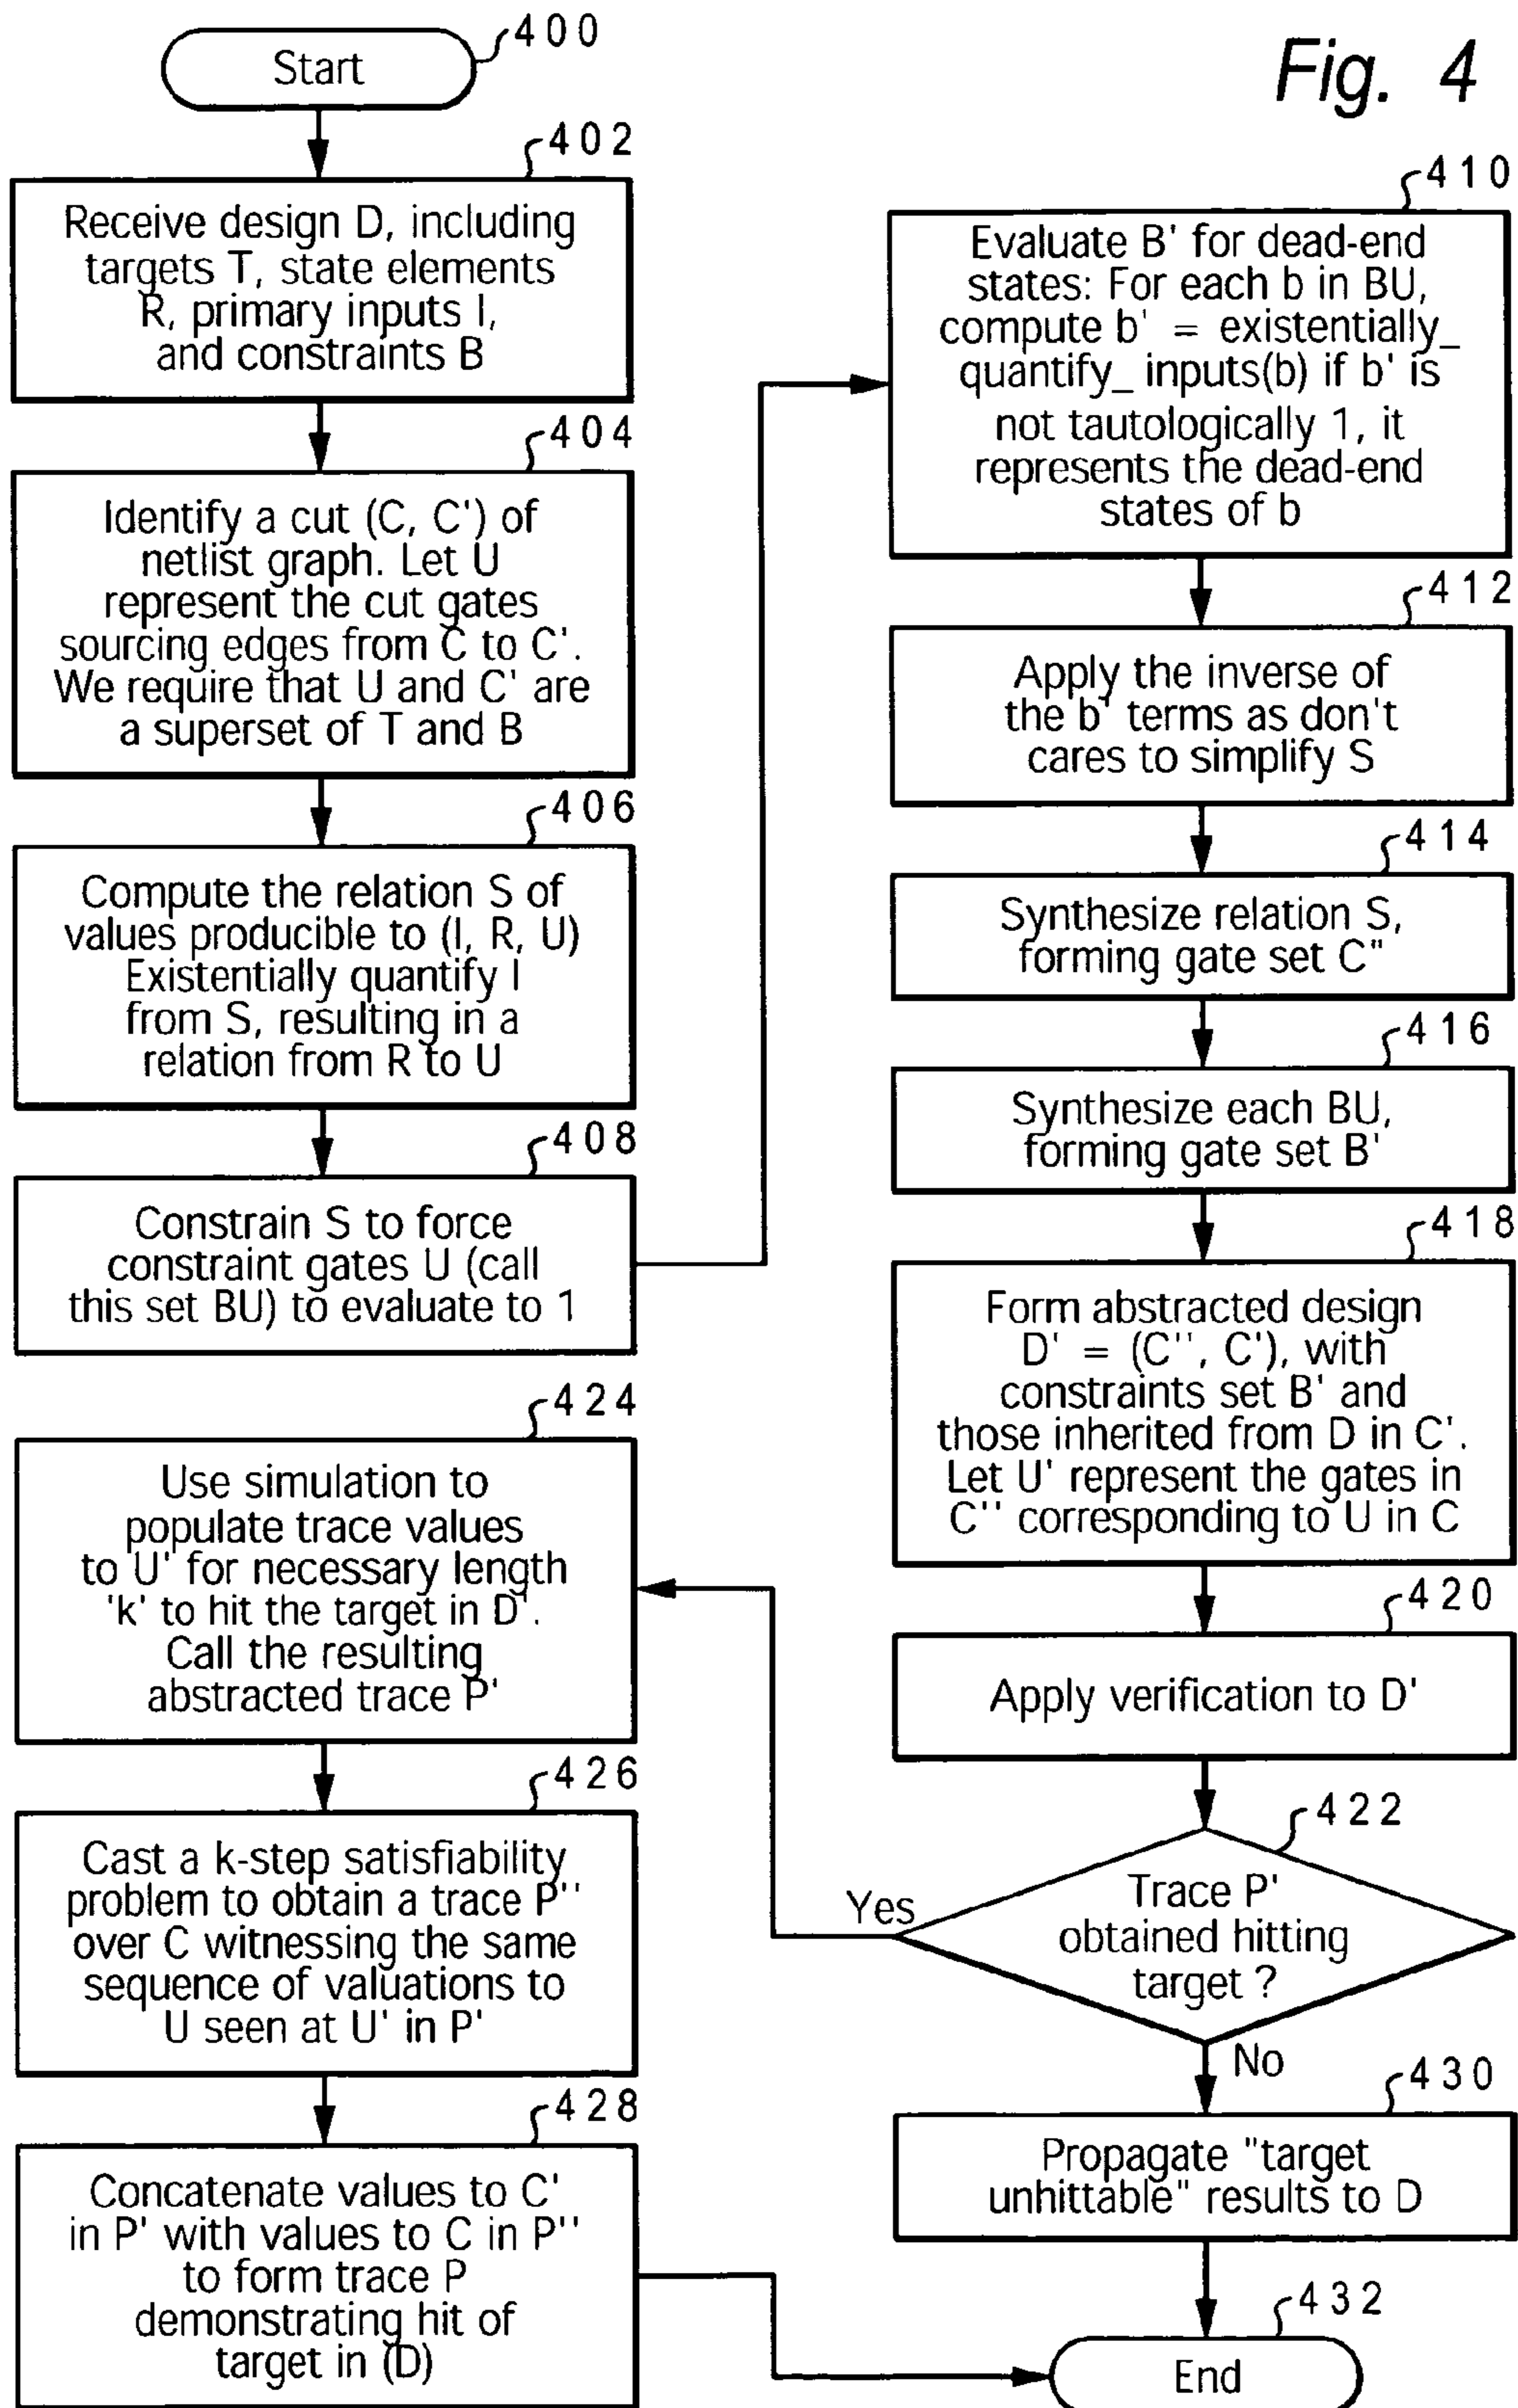 Fig. 4
400
Start
402
Receive design D, including
targets T, state elements
R, primary inputs I,
and constraints B
404
Identify a cut (C, C') of
netlist graph. Let U
represent the cut gates
sourcing edges from C to C'.
We require that U and C' are
a superset of T and B
406
Compute the relation S of
values producible to (I, R, U)
Existentially quantify I
from S, resulting in a
relation from R to U
408
Constrain S to force
constraint gates U (call
this set BU) to evaluate to 1
410
Evaluate B' for dead-end
states: For each b in BU,
compute b' = existentially_
quantify_ inputs(b) if b' is
not tautologically 1, it
represents the dead-end
states of b
412
Apply the inverse of
the b' terms as don't
cares to simplify S
414
Synthesize relation S,
forming gate set C"
416
Synthesize each BU,
forming gate set B'
418
Form abstracted design
D' = (C'', C'), with
constraints set B' and
those inherited from D in C'.
Let U' represent the gates in
C'' corresponding to U in C
420
Apply verification to D'
422
Trace P'
obtained hitting
target ?
Yes
No
424
Use simulation to
populate trace values
to U' for necessary length
'k' to hit the target in D'.
Call the resulting
abstracted trace P'
426
Cast a k-step satisfiability
problem to obtain a trace P''
over C witnessing the same
sequence of valuations to
U seen at U' in P'
428
Concatenate values to C'
in P' with values to C in P''
to form trace P
demonstrating hit of
target in (D)
430
Propagate "target
unhittable" results to D
432
End